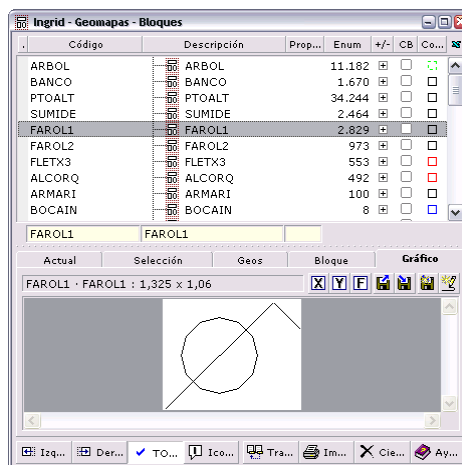 Ingrid - Geomapas - Bloques
. Código Descripción Prop... Enum +/- CB Co...
ARBOL ARBOL 11.182
BANCO BANCO 1.670
PTOALT PTOALT 34.244
SUMIDE SUMIDE 2.464
FAROL1 FAROL1 2.829
FAROL2 FAROL2 973
FLETX3 FLETX3 553
ALCORQ ALCORQ 492
ARMARI ARMARI 100
BOCAIN BOCAIN 8
FAROL1 FAROL1
Actual Selección Geos Bloque Gráfico
FAROL1 · FAROL1 : 1,325 x 1,06 X Y F
Izq... Der... TO... Ico... Tra... Im... Cie... Ay...